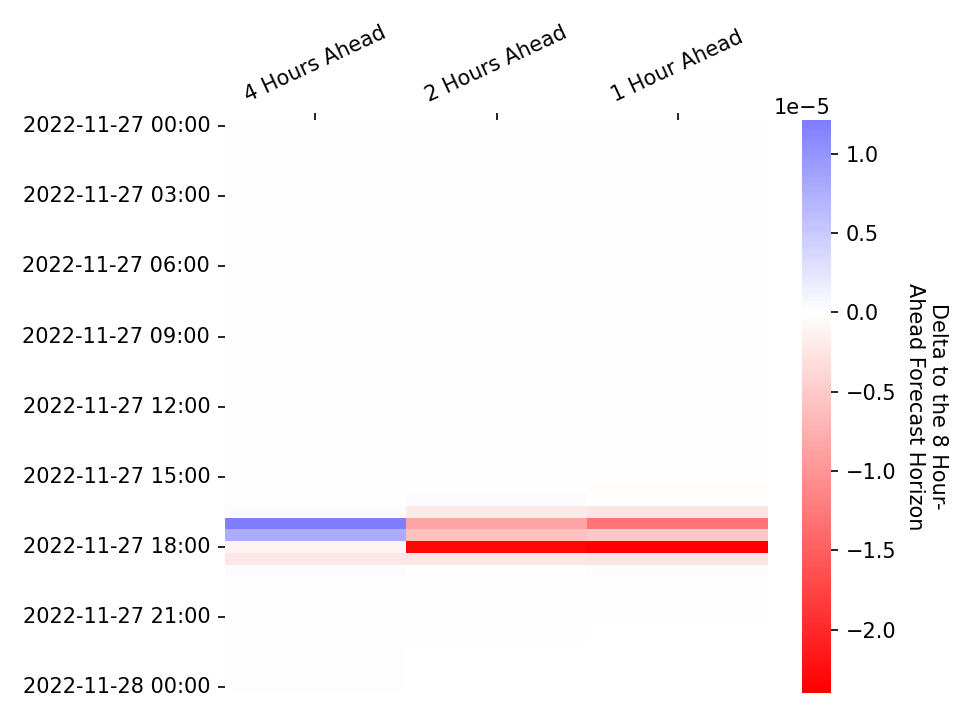 4 Hours Ahead
2 Hours Ahead
1 Hour Ahead
1e−5
2022-11-27 00:00
2022-11-27 03:00
2022-11-27 06:00
2022-11-27 09:00
2022-11-27 12:00
2022-11-27 15:00
2022-11-27 18:00
2022-11-27 21:00
2022-11-28 00:00
1.0
0.5
0.0
−0.5
−1.0
−1.5
−2.0
Delta to the 8 Hour-
Ahead Forecast Horizon